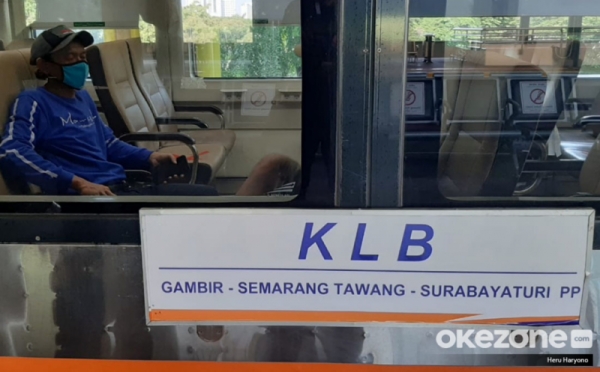 KLB
GAMBIR - SEMARANG TAWANG - SURABAYATURI PP
OKEZONE.com
Heru Haryono